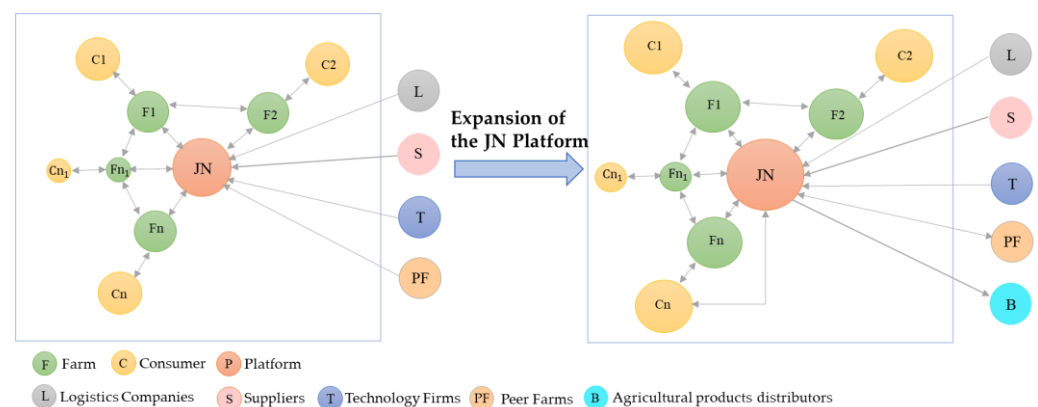 C1
C2
F1
F2
Cn₁
Fn₁
JN
Fn
Cn
L
S
T
PF
Expansion of
the JN Platform
C1
C2
F1
F2
Cn₁
Fn₁
JN
Fn
Cn
L
S
T
PF
B
F Farm C Consumer P Platform
L Logistics Companies S Suppliers T Technology Firms PF Peer Farms B Agricultural products distributors